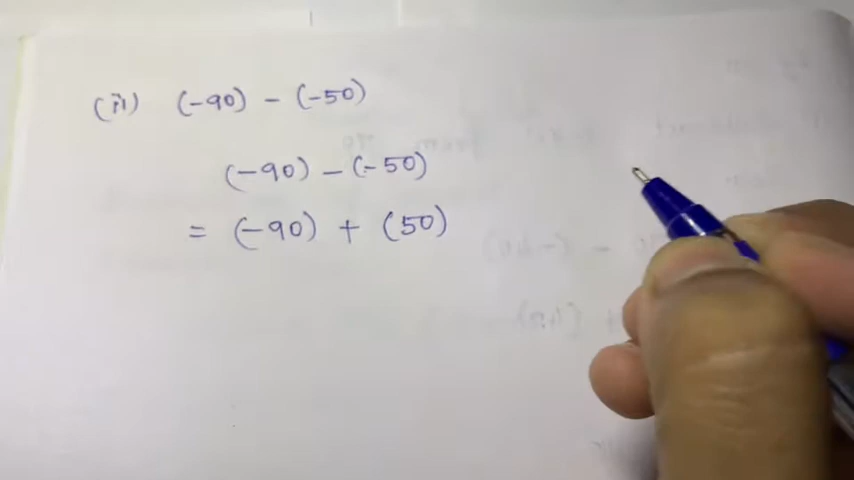 (ii) (-90) - (-50)
(-90) - (-50)
= (-90) + (50)